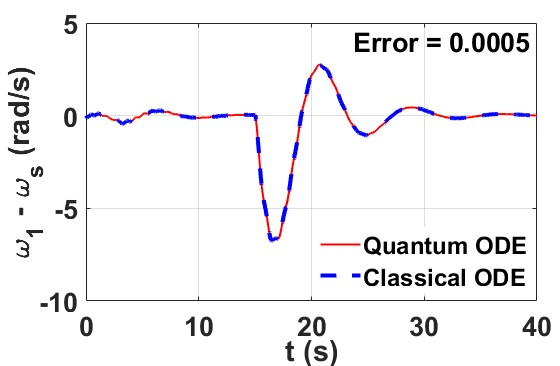 Error = 0.0005
5
0
-5
-10
ω1 - ωs (rad/s)
Quantum ODE
Classical ODE
0 10 20 30 40
t (s)